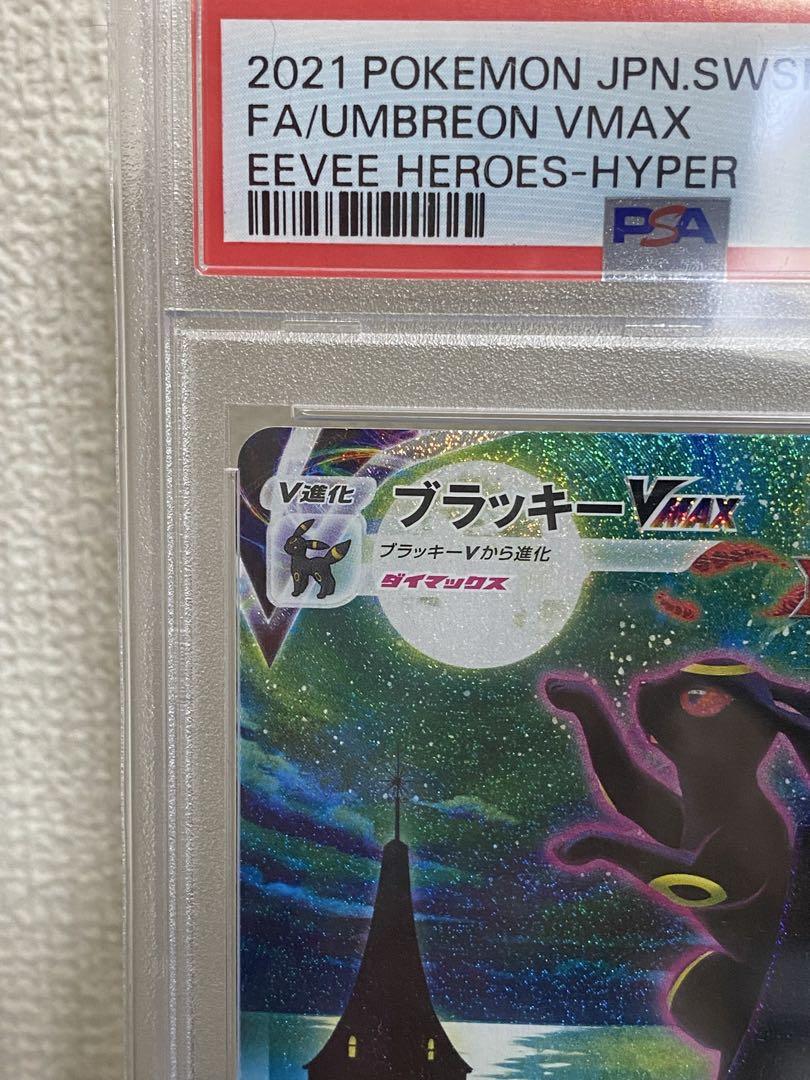 2021 POKEMON JPN.SWS
FA/UMBREON VMAX
EEVEE HEROES-HYPER
PSA
V進化
ブラッキーVMAX
ブラッキーVから進化
ダイマックス